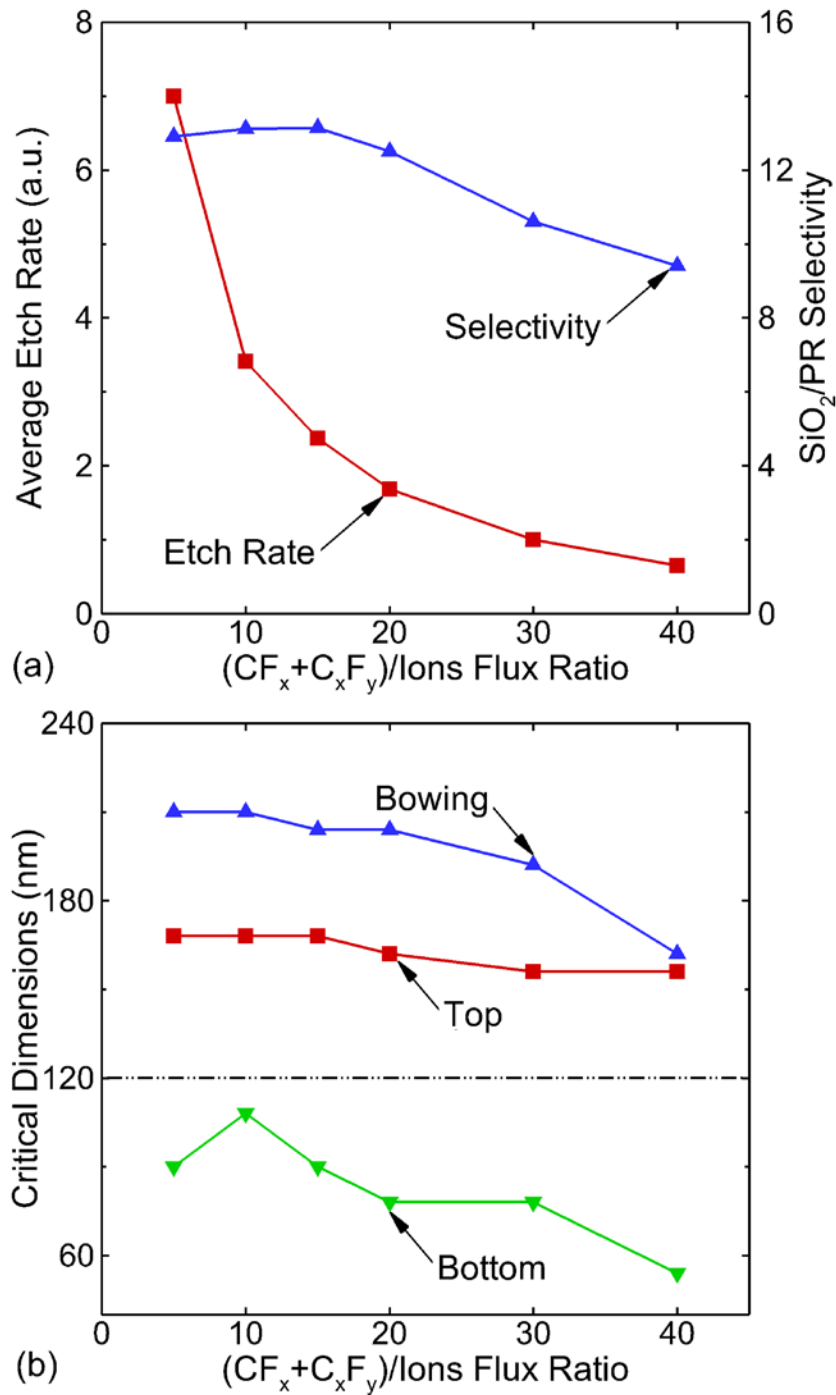 8
16
6
12
4
8
2
4
0
0
Average Etch Rate (a.u.)
SiO₂/PR Selectivity
Selectivity
Etch Rate
0
10
20
30
40
(a)
(CFₓ+CₓFᵧ)/Ions Flux Ratio
240
180
120
60
Critical Dimensions (nm)
Bowing
Top
Bottom
0
10
20
30
40
(b)
(CFₓ+CₓFᵧ)/Ions Flux Ratio